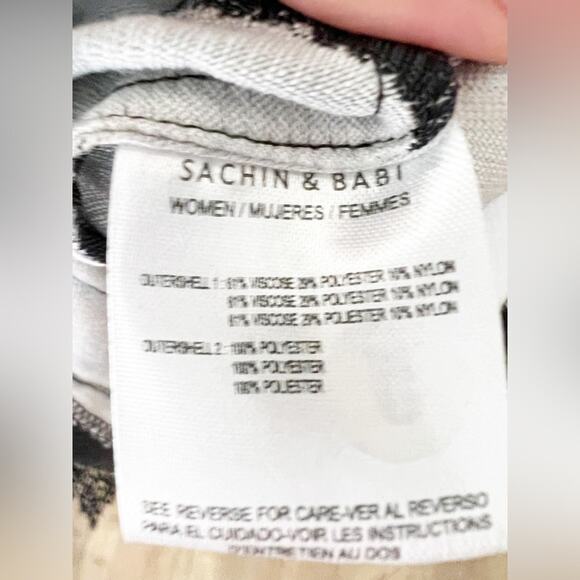 SACHIN & BABI
WOMEN / MUJERES / FEMMES
OUTERSHELL 1 : 61% VISCOSE 29% POLYESTER 10% NYLON
61% VISCOSE 29% POLYESTER 10% NYLON
61% VISCOSE 29% POLIESTER 10% NYLON
OUTERSHELL 2 : 100% POLYESTER
100% POLYESTER
100% POLIESTER
SEE REVERSE FOR CARE-VER AL REVERSO
PARA EL CUIDADO-VOIR LES INSTRUCTIONS
D'ENTRETIEN AU DOS